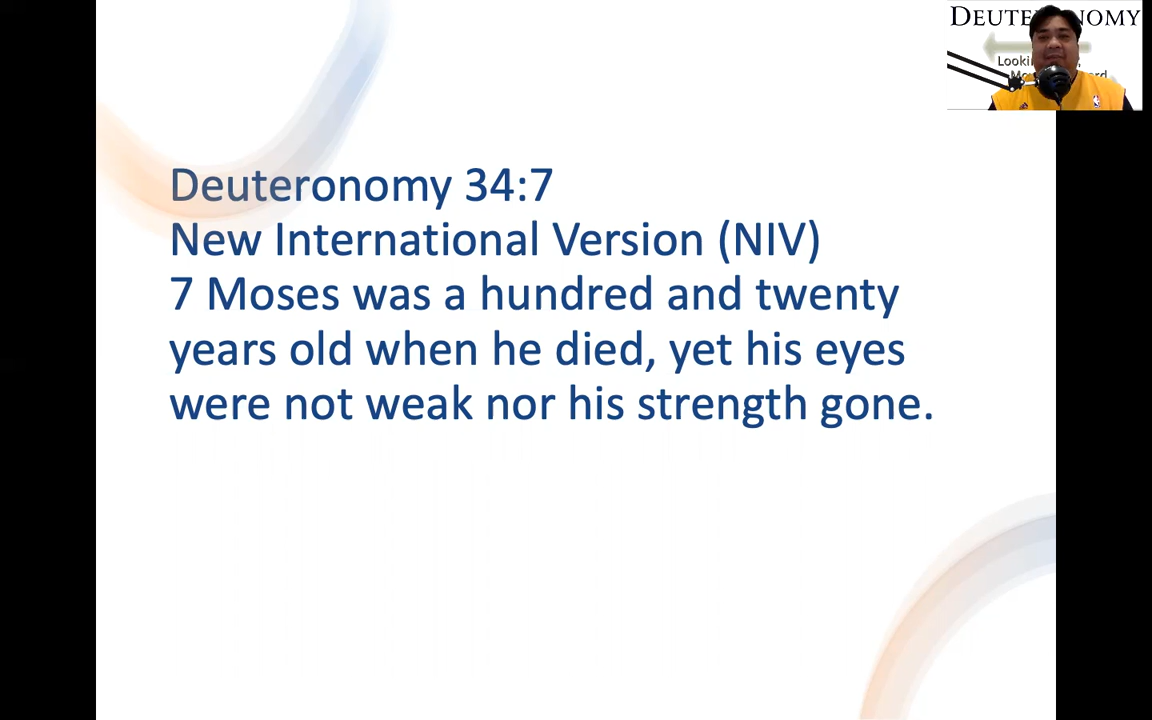 DEUTERONOMY
Deuteronomy 34:7
New International Version (NIV)
7 Moses was a hundred and twenty
years old when he died, yet his eyes
were not weak nor his strength gone.